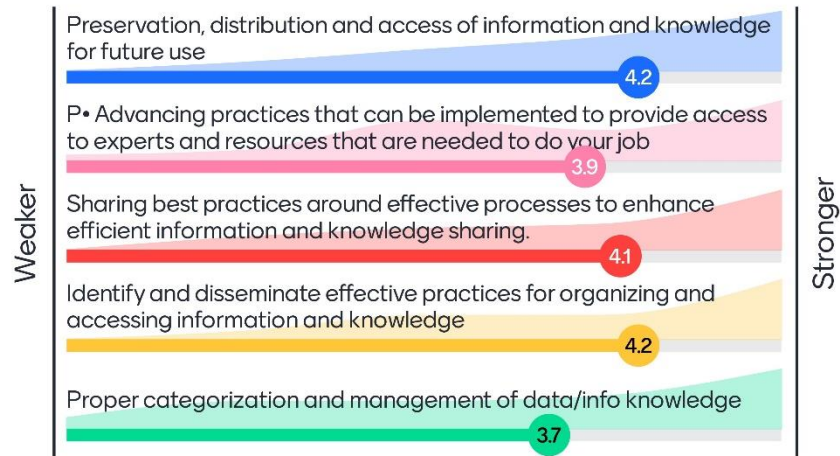 Preservation, distribution and access of information and knowledge
for future use
4.2
P• Advancing practices that can be implemented to provide access
to experts and resources that are needed to do your job
3.9
Sharing best practices around effective processes to enhance
efficient information and knowledge sharing.
4.1
Identify and disseminate effective practices for organizing and
accessing information and knowledge
4.2
Proper categorization and management of data/info knowledge
3.7
Weaker
Stronger